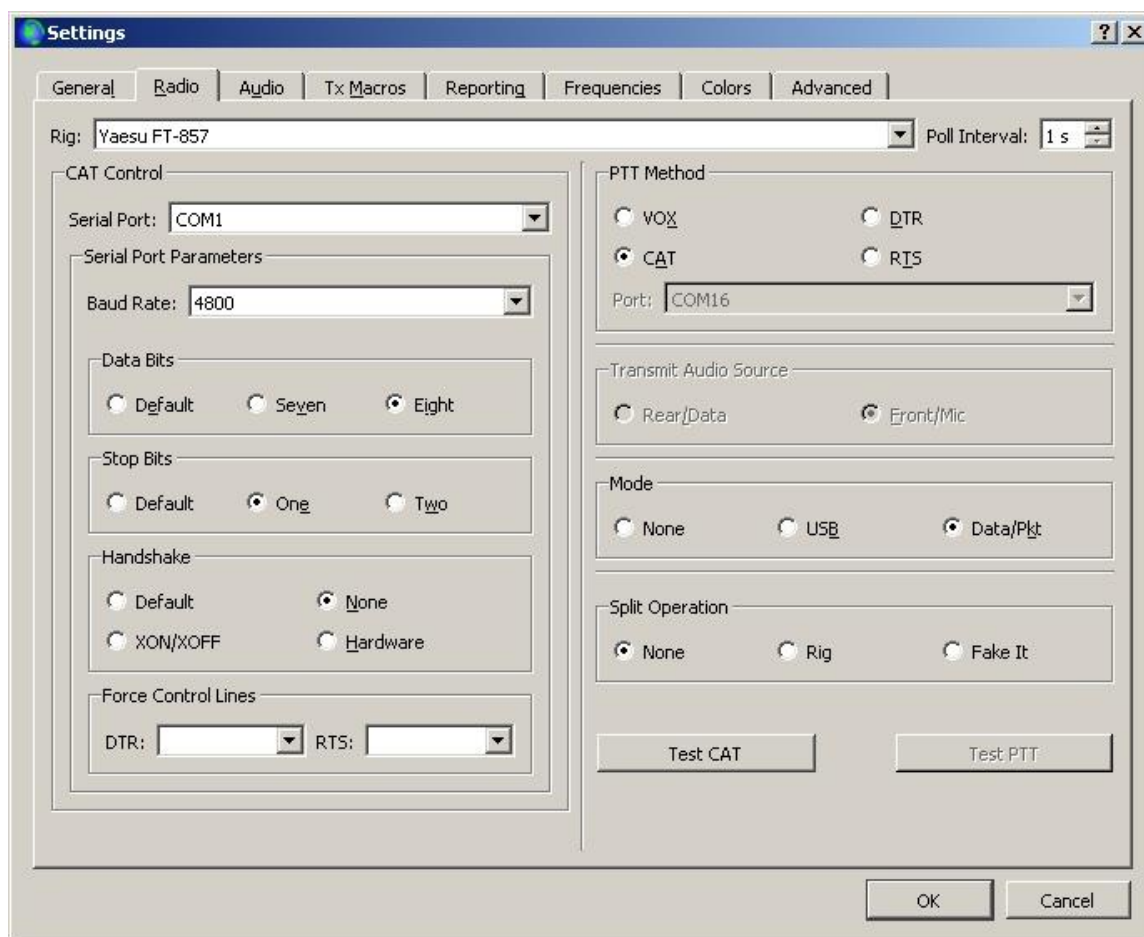 Settings
General Radio Audio Tx Macros Reporting Frequencies Colors Advanced
Rig: Yaesu FT-857 Poll Interval: 1 s
CAT Control
Serial Port: COM1
Serial Port Parameters
Baud Rate: 4800
Data Bits
Default Seven Eight
Stop Bits
Default One Two
Handshake
Default None
XON/XOFF Hardware
Force Control Lines
DTR: RTS:
PTT Method
VOX DTR
CAT RTS
Port: COM16
Transmit Audio Source
Rear/Data Front/Mic
Mode
None USB Data/Pkt
Split Operation
None Rig Fake It
Test CAT Test PTT
OK Cancel